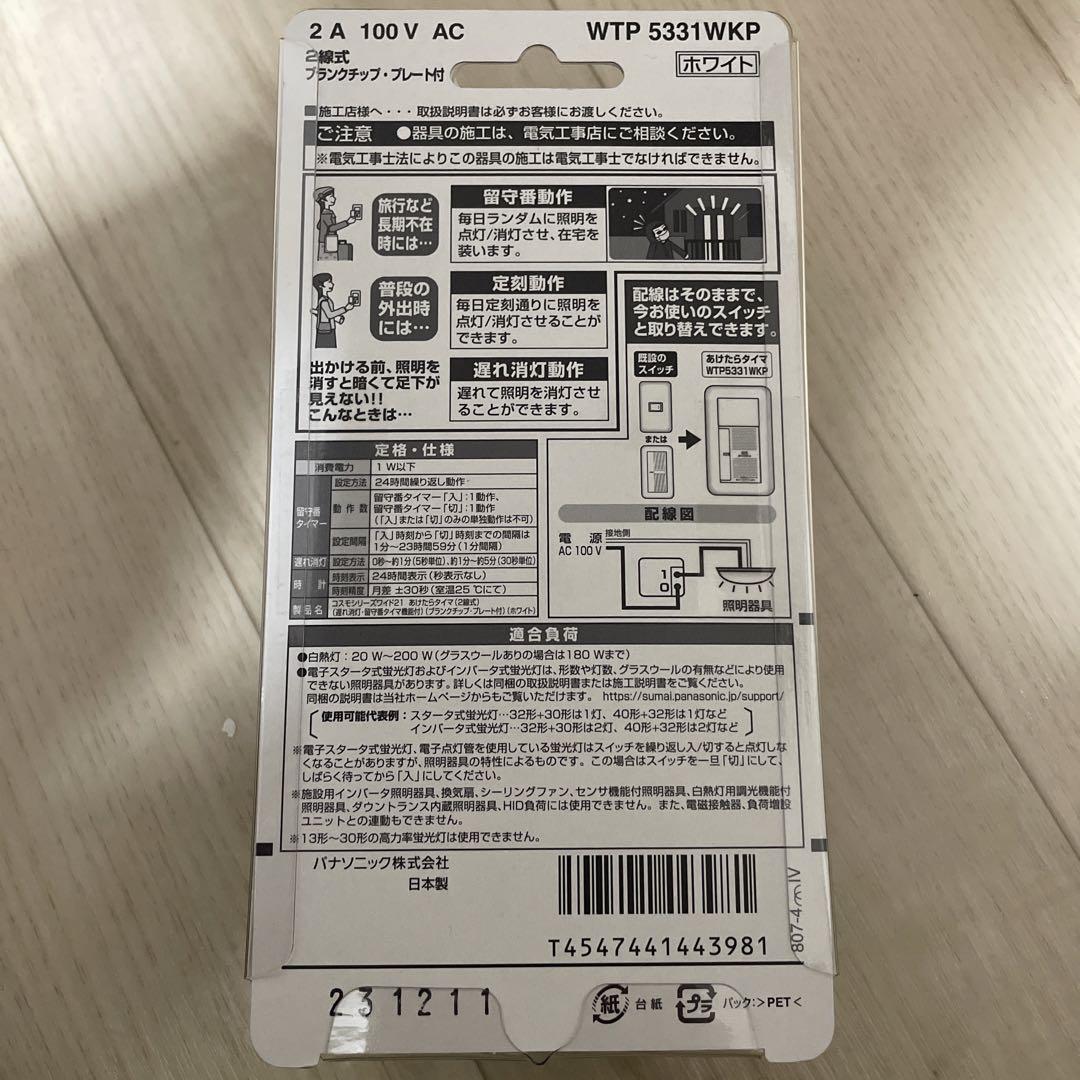 2 A 100 V AC
WTP 5331WKP
2線式
ブランクチップ・プレート付
ホワイト
■施工店様へ・・・取扱説明書は必ずお客様にお渡しください。
ご注意 ●器具の施工は、電気工事店にご相談ください。
※電気工事士法によりこの器具の施工は電気工事士でなければできません。
旅行など
長期不在
時には…
留守番動作
毎日ランダムに照明を
点灯/消灯させ、在宅を
装います。
普段の
外出時
には…
定刻動作
毎日定刻通りに照明を
点灯/消灯させることが
できます。
出かける前、照明を
消すと暗くて足下が
見えない!!
こんなときは…
遅れ消灯動作
遅れて照明を消灯させ
ることができます。
配線はそのままで、
今お使いのスイッチ
と取り替えできます。
既設の
スイッチ
あけたらタイマ
WTP5331WKP
または
定格・仕様
消費電力 1 W以下
留守番
タイマー
設定方法 24時間繰り返し動作
動作数 留守番タイマー「入」:1動作、
留守番タイマー「切」:1動作
(「入」または「切」のみの単独動作は不可)
設定間隔 「入」時刻から「切」時刻までの間隔は
1分～23時間59分(1分間隔)
遅れ消灯 設定方法 0秒～約1分(5秒単位)、約1分～約5分(30秒単位)
時計 時刻表示 24時間表示(秒表示なし)
時刻精度 月差 ±30秒(室温25℃にて)
製品名 コスモシリーズワイド21 あけたらタイマ(2線式)
(遅れ消灯・留守番タイマ機能付)(ブランクチップ・プレート付)(ホワイト)
配線図
電源
AC 100 V
接地側
1
0
照明器具
適合負荷
●白熱灯:20 W～200 W(グラスウールありの場合は180 Wまで)
●電子スタータ式蛍光灯およびインバータ式蛍光灯は、形数や灯数、グラスウールの有無などにより使用
できない照明器具があります。詳しくは同梱の取扱説明書または施工説明書をご覧ください。
同梱の説明書は当社ホームページからもご覧いただけます。 https://sumai.panasonic.jp/support/
使用可能代表例:スタータ式蛍光灯…32形+30形は1灯、40形+32形は1灯など
インバータ式蛍光灯…32形+30形は2灯、40形+32形は2灯など
※電子スタータ式蛍光灯、電子点灯管を使用している蛍光灯はスイッチを繰り返し入/切すると点灯しな
くなることがありますが、照明器具の特性によるものです。この場合はスイッチを一旦「切」にして、
しばらく待ってから「入」にしてください。
※施設用インバータ照明器具、換気扇、シーリングファン、センサ機能付照明器具、白熱灯用調光機能付
照明器具、ダウントランス内蔵照明器具、HID負荷には使用できません。また、電磁接触器、負荷増設
ユニットとの連動もできません。
※13形～30形の高力率蛍光灯は使用できません。
パナソニック株式会社
日本製
T4547441443981
231211
紙
台紙
プラ
パック:>PET<